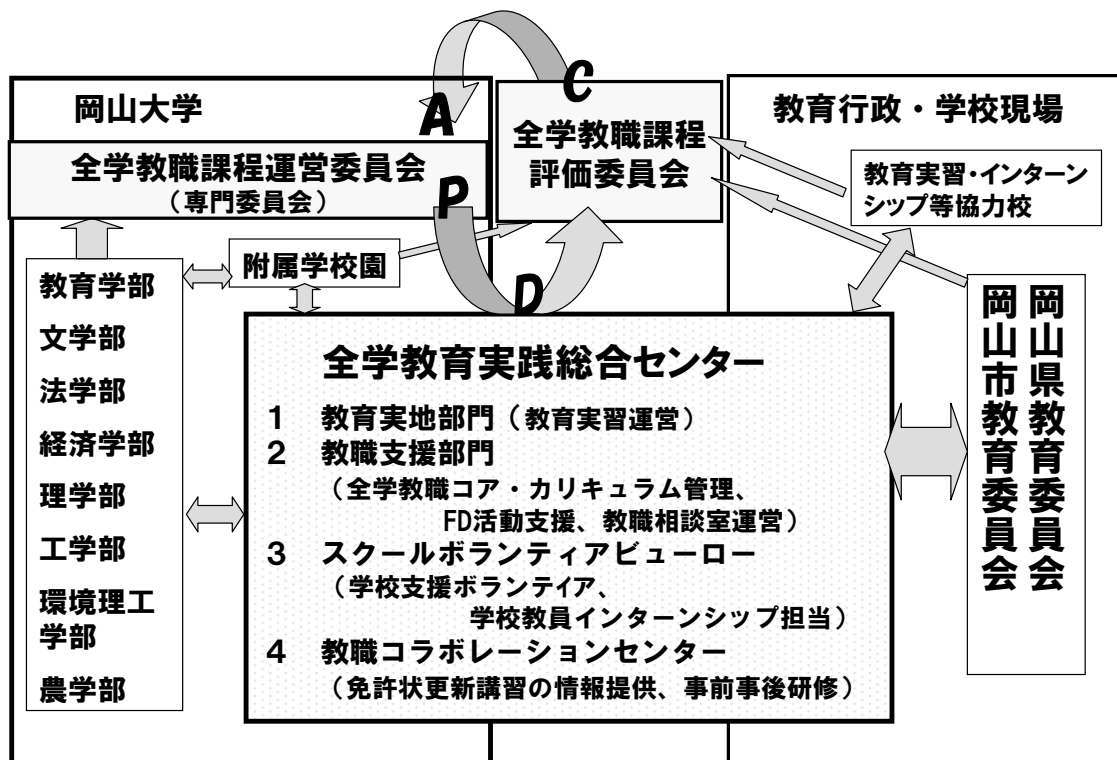 岡山大学
全学教職課程運営委員会
（専門委員会）
A
C
P
D
全学教職課程
評価委員会
教育行政・学校現場
教育実習・インターン
シップ等協力校
附属学校園
教育学部
文学部
法学部
経済学部
理学部
工学部
環境理工
学部
農学部
全学教育実践総合センター
1 教育実地部門（教育実習運営）
2 教職支援部門
（全学教職コア・カリキュラム管理、
FD活動支援、教職相談室運営）
3 スクールボランティアビューロー
（学校支援ボランテイア、
学校教員インターンシップ担当）
4 教職コラボレーションセンター
（免許状更新講習の情報提供、事前事後研修）
岡山県教育委員会
岡山市教育委員会